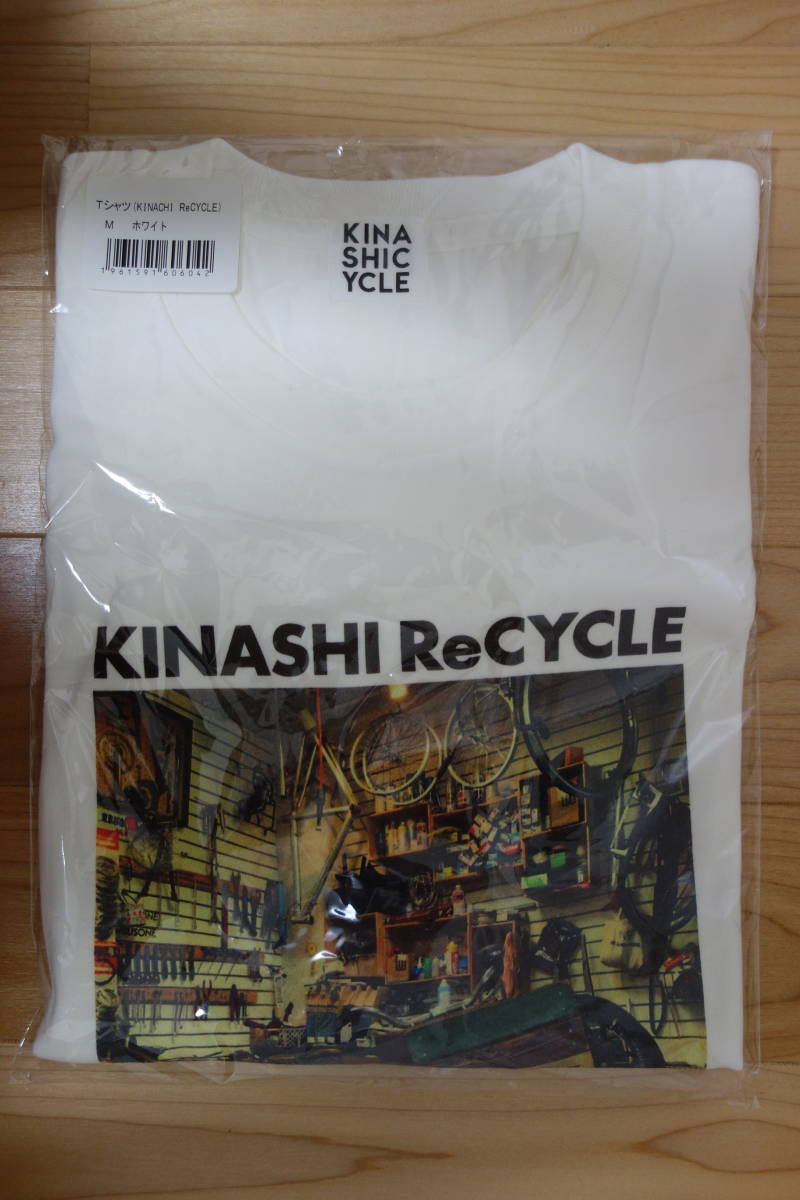 Tシャツ(KINACHI ReCYCLE)
M ホワイト
1961591606042
KINA
SHIC
YCLE
KINASHI ReCYCLE